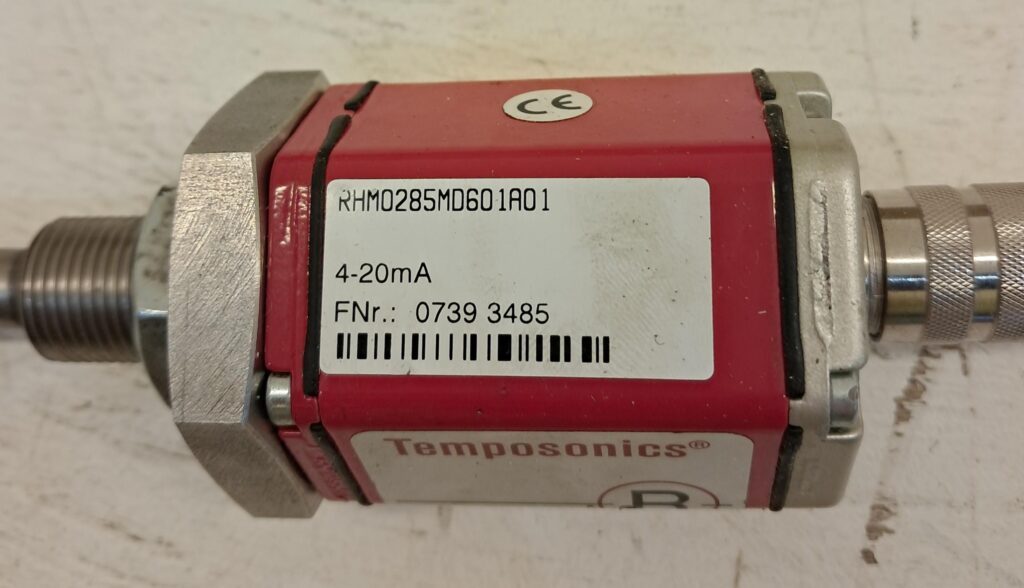 CE
RHM0285MD601A01
4-20mA
FNr.: 0739 3485
Temposonics®
R